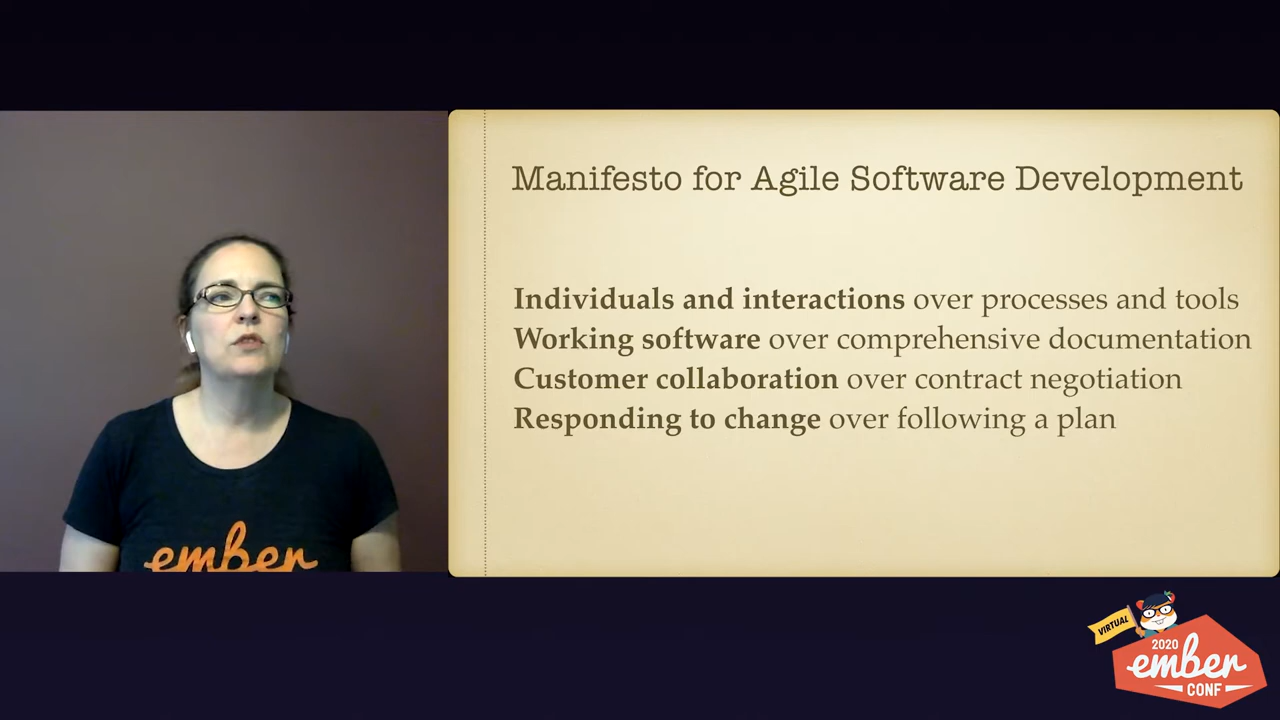 Manifesto for Agile Software Development
Individuals and interactions over processes and tools
Working software over comprehensive documentation
Customer collaboration over contract negotiation
Responding to change over following a plan
ember
VIRTUAL
2020
ember
CONF